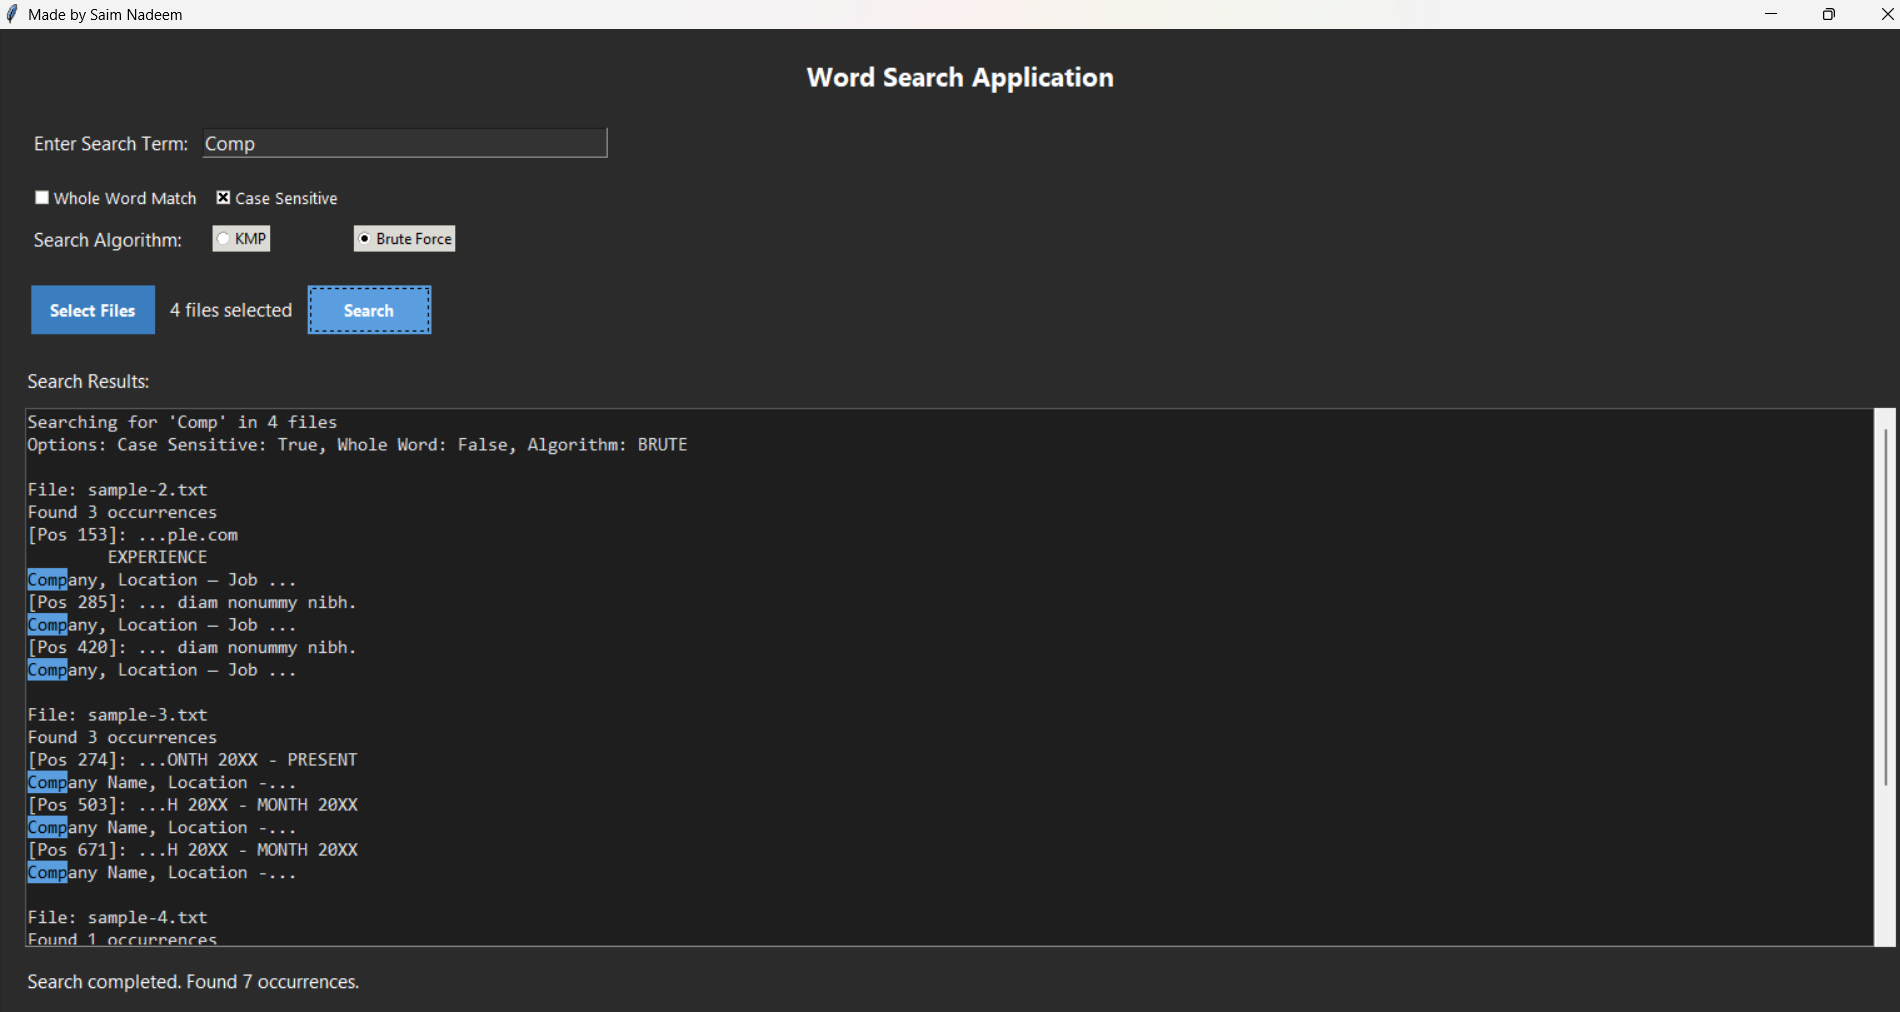 Made by Saim Nadeem
Word Search Application
Enter Search Term: Comp
Whole Word Match Case Sensitive
Search Algorithm: KMP Brute Force
Select Files 4 files selected Search
Search Results:
Searching for 'Comp' in 4 files
Options: Case Sensitive: True, Whole Word: False, Algorithm: BRUTE
File: sample-2.txt
Found 3 occurrences
[Pos 153]: ...ple.com
EXPERIENCE
Company, Location — Job ...
[Pos 285]: ... diam nonummy nibh.
Company, Location — Job ...
[Pos 420]: ... diam nonummy nibh.
Company, Location — Job ...
File: sample-3.txt
Found 3 occurrences
[Pos 274]: ...ONTH 20XX - PRESENT
Company Name, Location -...
[Pos 503]: ...H 20XX - MONTH 20XX
Company Name, Location -...
[Pos 671]: ...H 20XX - MONTH 20XX
Company Name, Location -...
File: sample-4.txt
Found 1 occurrences
Search completed. Found 7 occurrences.